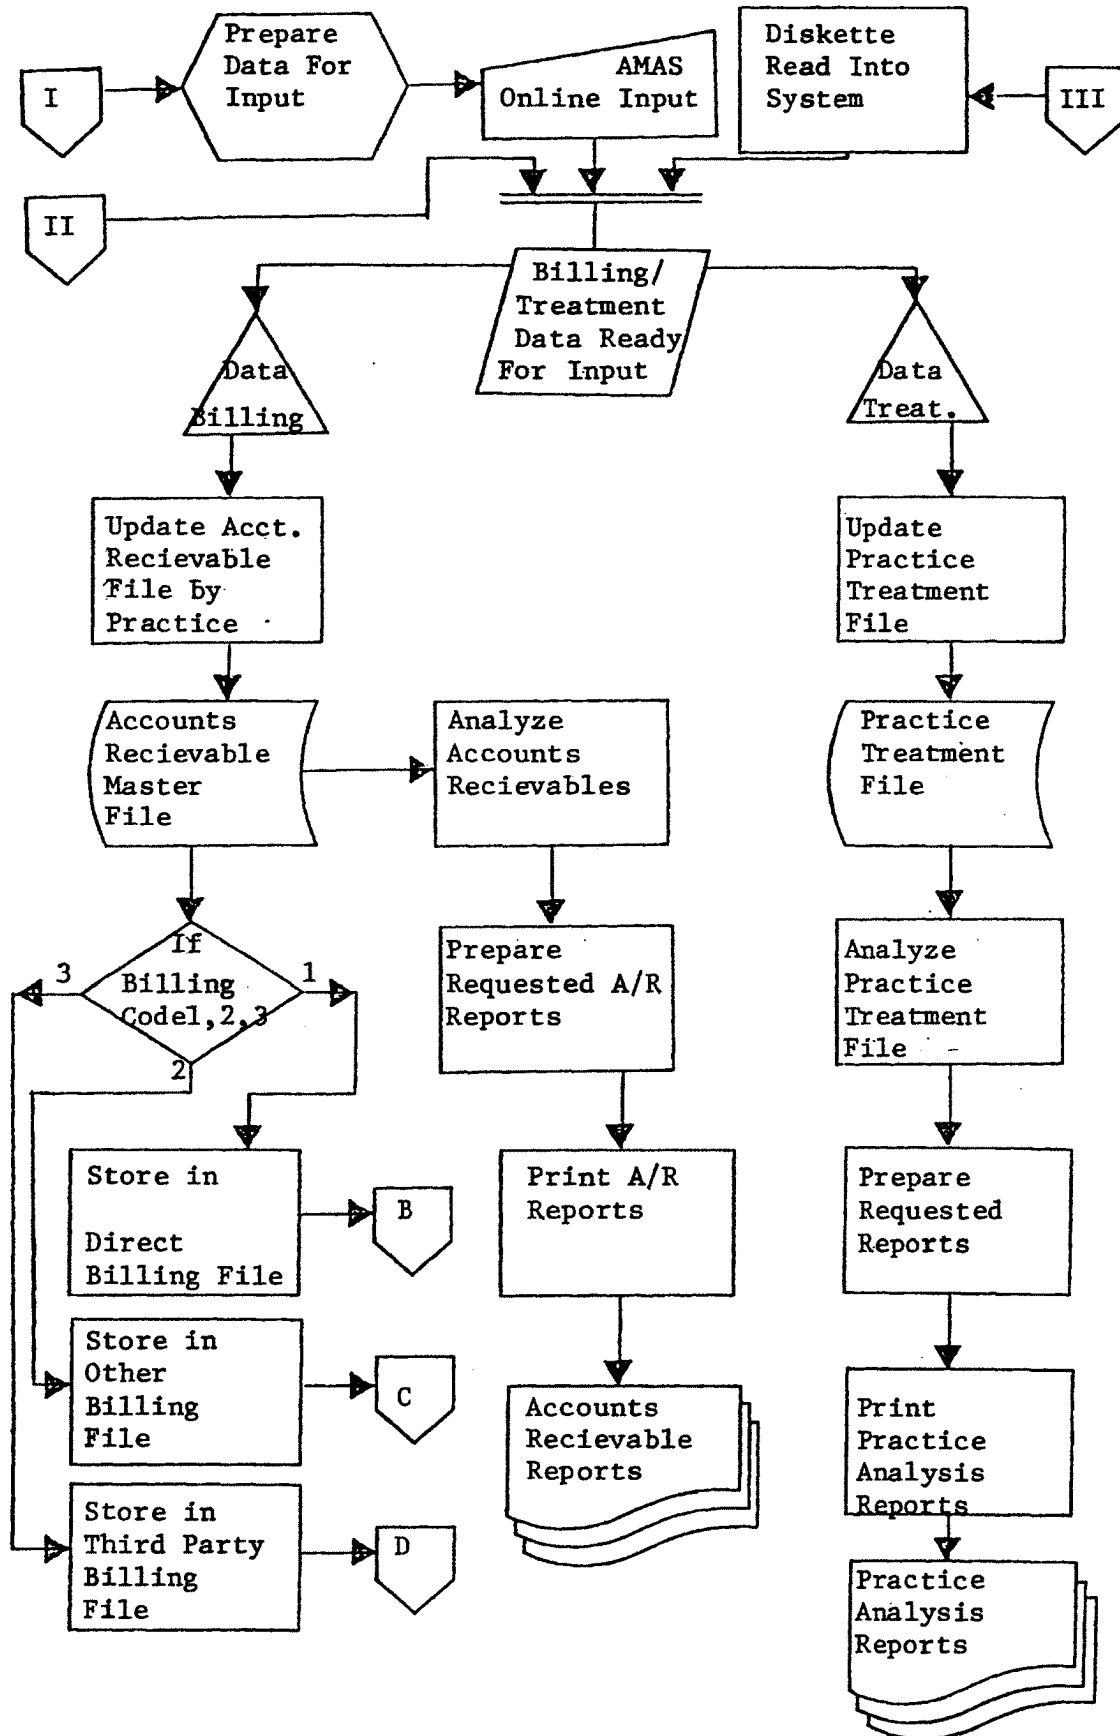 I
Prepare
Data For
Input
AMAS
Online Input
Diskette
Read Into
System
III
II
Billing/
Treatment
Data Ready
For Input
Data
Billing
Data
Treat.
Update Acct.
Recievable
File by
Practice
Update
Practice
Treatment
File
Accounts
Recievable
Master
File
Analyze
Accounts
Recievables
Practice
Treatment
File
If
Billing
Code1,2,3
3
1
2
Prepare
Requested A/R
Reports
Analyze
Practice
Treatment
File
Store in
Direct
Billing File
B
Print A/R
Reports
Prepare
Requested
Reports
Store in
Other
Billing
File
C
Accounts
Recievable
Reports
Print
Practice
Analysis
Reports
Store in
Third Party
Billing
File
D
Practice
Analysis
Reports